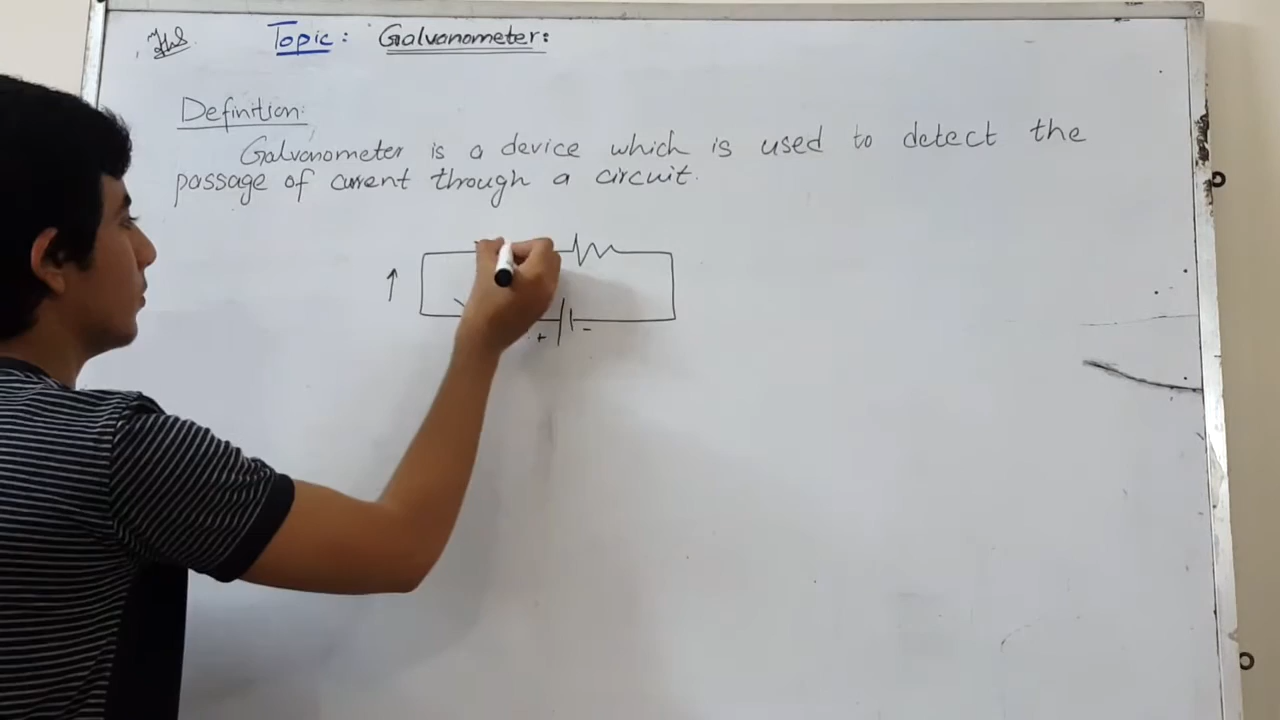 Topic: Galvanometer:
Definition:
Galvanometer is a device which is used to detect the
passage of current through a circuit.
+ -